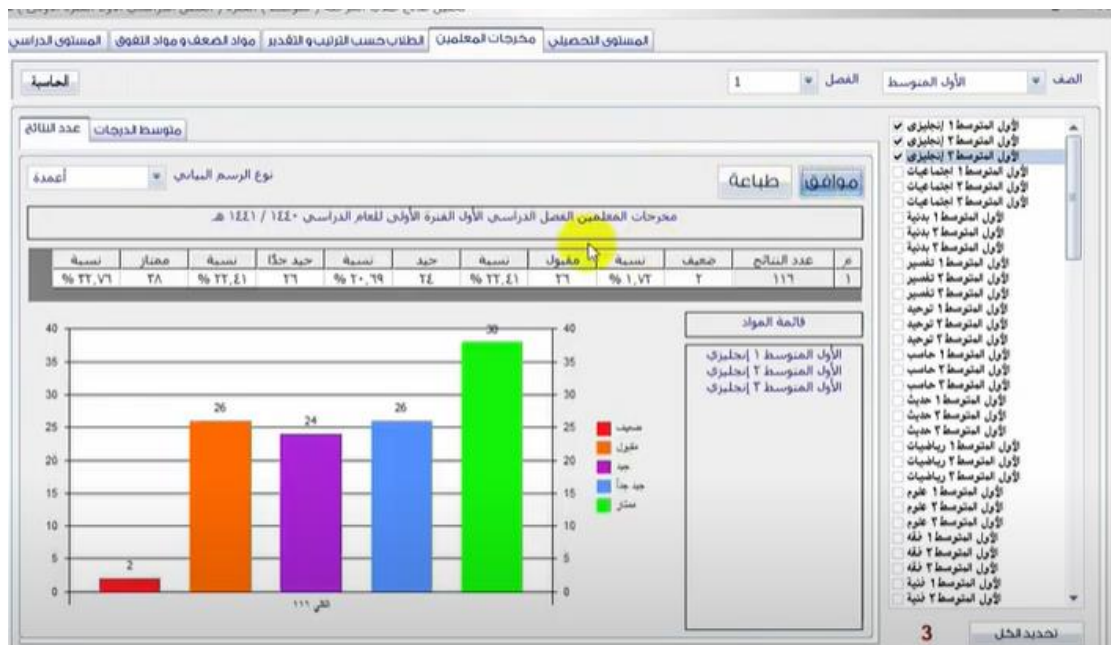 المستوى التحصيلي مخرجات المعلمين الطلاب حسب الترتيب و التقدير مواد الضعف و مواد التفوق المستوى الدراسي
الصف الأول المتوسط الفصل 1 الحاسبة
متوسط الدرجات عدد النتائج
موافق طباعة نوع الرسم البياني أعمدة
مخرجات المعلمين الفصل الدراسي الأول الفترة الأولى للعام الدراسي ١٤٤٠ / ١٤٤١ هـ
م عدد النتائج ضعيف نسبة مقبول نسبة جيد نسبة جيد جدًا نسبة ممتاز نسبة
١ ١١٦ ٢ ١,٧٢ % ٢٦ ٢٢,٤١ % ٢٤ ٢٠,٦٩ % ٢٦ ٢٢,٤١ % ٣٨ ٣٢,٧٦ %
قائمة المواد
الأول المتوسط ١ إنجليزي
الأول المتوسط ٢ إنجليزي
الأول المتوسط ٣ إنجليزي
40
35
30
25
20
15
10
5
0
2
26
24
26
40
35
30
25
20
15
10
5
0
ضعيف
مقبول
جيد
جيد جداً
ممتاز
الأول المتوسط ١ إنجليزي
الأول المتوسط ٢ إنجليزي
الأول المتوسط ٣ إنجليزي
الأول المتوسط ١ اجتماعيات
الأول المتوسط ٢ اجتماعيات
الأول المتوسط ٣ اجتماعيات
الأول المتوسط ١ بدنية
الأول المتوسط ٢ بدنية
الأول المتوسط ٣ بدنية
الأول المتوسط ١ تفسير
الأول المتوسط ٢ تفسير
الأول المتوسط ٣ تفسير
الأول المتوسط ١ توحيد
الأول المتوسط ٢ توحيد
الأول المتوسط ٣ توحيد
الأول المتوسط ١ حاسب
الأول المتوسط ٢ حاسب
الأول المتوسط ٣ حاسب
الأول المتوسط ١ حديث
الأول المتوسط ٢ حديث
الأول المتوسط ٣ حديث
الأول المتوسط ١ رياضيات
الأول المتوسط ٢ رياضيات
الأول المتوسط ٣ رياضيات
الأول المتوسط ١ علوم
الأول المتوسط ٢ علوم
الأول المتوسط ٣ علوم
الأول المتوسط ١ فقه
الأول المتوسط ٢ فقه
الأول المتوسط ٣ فقه
الأول المتوسط ١ فنية
الأول المتوسط ٢ فنية
تحديد الكل 3